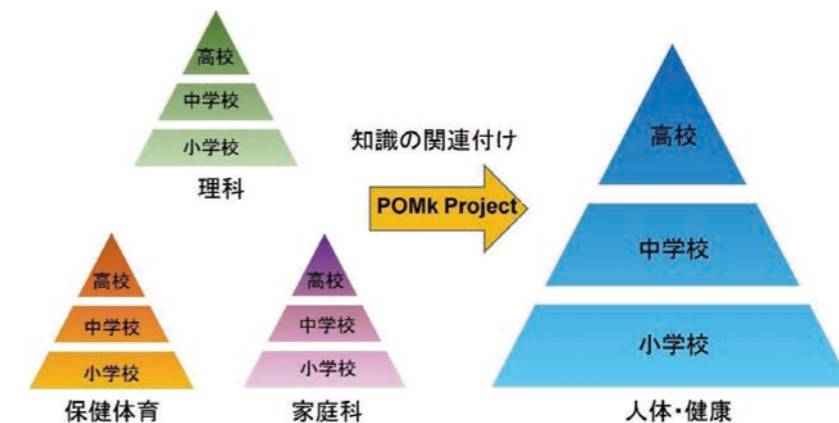 高校
中学校
小学校
理科
知識の関連付け
POMk Project
高校
中学校
小学校
保健体育
高校
中学校
小学校
家庭科
高校
中学校
小学校
人体・健康